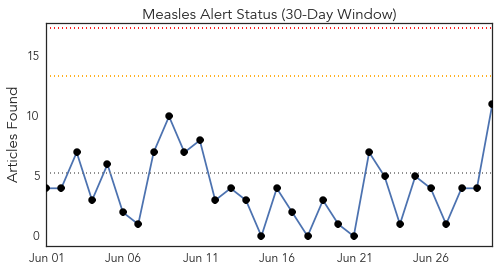 Measles Alert Status (30-Day Window)
Articles Found
15
10
5
0
Jun 01
Jun 06
Jun 11
Jun 16
Jun 21
Jun 26